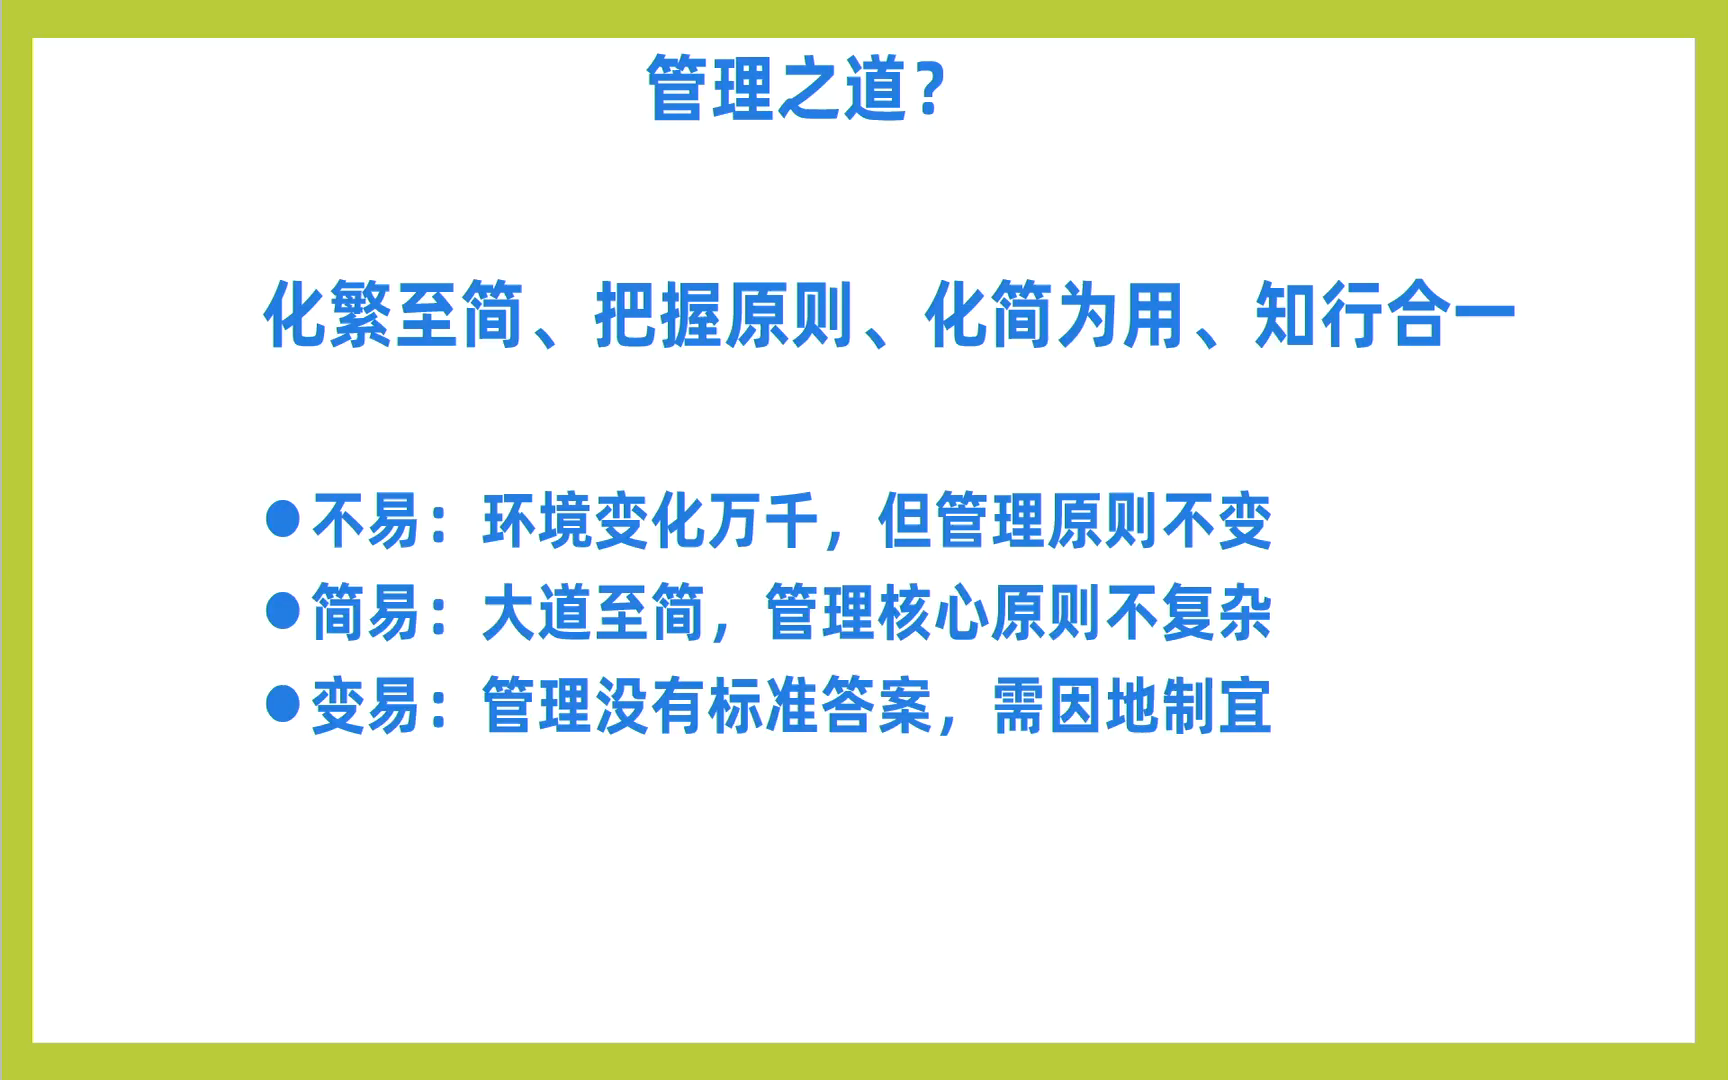 管理之道？
化繁至简、把握原则、化简为用、知行合一
●不易：环境变化万千，但管理原则不变
●简易：大道至简，管理核心原则不复杂
●变易：管理没有标准答案，需因地制宜